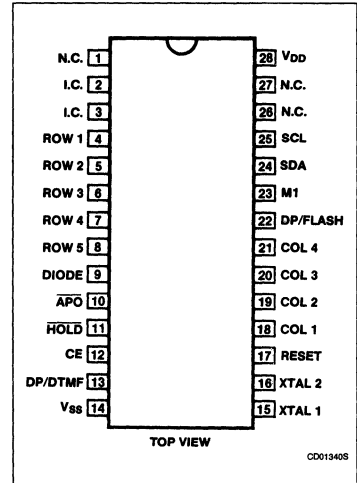 N.C. 1 28 VDD
I.C. 2 27 N.C.
I.C. 3 26 N.C.
ROW 1 4 25 SCL
ROW 2 5 24 SDA
ROW 3 6 23 M1
ROW 4 7 22 DP/FLASH
ROW 5 8 21 COL 4
DIODE 9 20 COL 3
APO 10 19 COL 2
HOLD 11 18 COL 1
CE 12 17 RESET
DP/DTMF 13 16 XTAL 2
VSS 14 15 XTAL 1
TOP VIEW
CD01340S